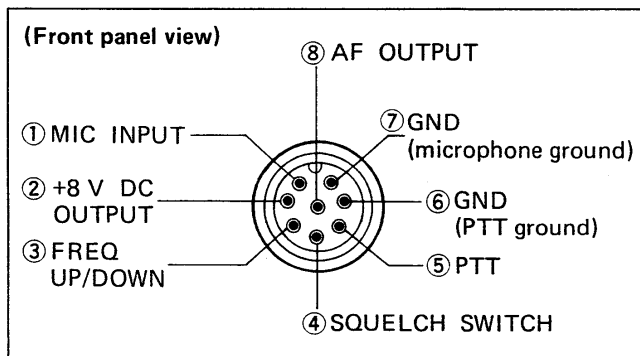 (Front panel view)
⑧ AF OUTPUT
① MIC INPUT
⑦ GND
(microphone ground)
② +8 V DC
OUTPUT
⑥ GND
(PTT ground)
③ FREQ
UP/DOWN
⑤ PTT
④ SQUELCH SWITCH